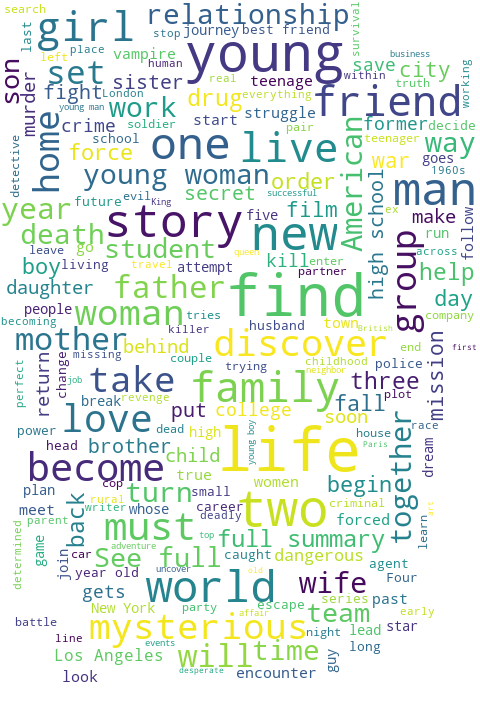 search
girl
relationship
stop
journey
best friend
survival
last
place
young
human
business
left
vampire
son
set
sister
real
within
save
city
fight
London
teenage
everything
truth
working
friend
murder
young man
work
drug
struggle
former
decide
crime
soldier
start
pair
teenager
home
school
one
live
American
way
detective
force
war
goes
1960s
young woman
order
high school
man
future
evil
King
secret
successful
year
story
new
five
film
ex
make
follow
death
student
go
kill
enter
group
run
leave
queen
across
boy
living
attempt
father
find
partner
help
daughter
travel
company
becoming
people
tries
woman
day
mother
killer
husband
town
British
end
first
behind
discover
mission
missing
couple
trying
childhood
police
perfect
return
change
job
take
family
neighbor
three
plot
revenge
break
love
put
college
soon
fall
together
dream
power
dead
high
young boy
house
race
head
brother
life
Paris
become
child
true
women
begin
plan
cop
rural
small
criminal
meet
writer
whose
career
turn
two
forced
back
deadly
art
determined
parent
must
top
full summary
learn
game
See full
caught
dangerous
join
car
adventure
uncover
agent
year old
world
old
wife
Four
gets
series
past
New York
party
escape
team
early
battle
mysterious
affair
star
line
events
night
lead
will
time
guy
long
Los Angeles
look
desperate
encounter